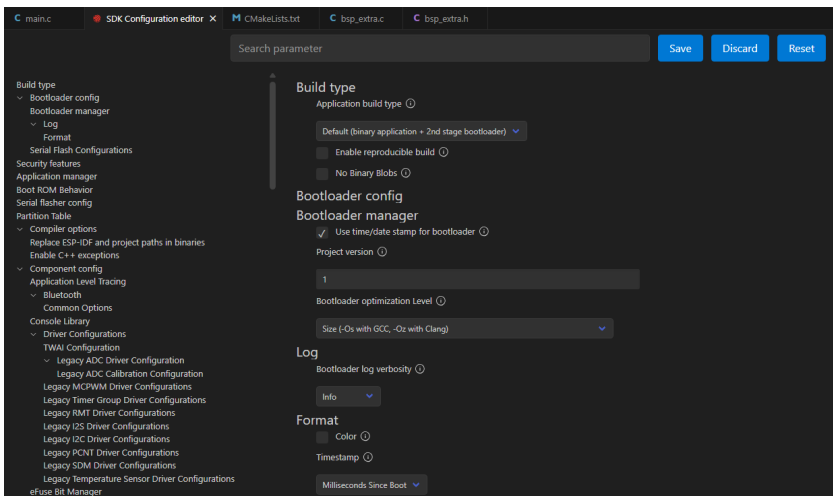 C main.c SDK Configuration editor × M CMakeLists.txt C bsp_extra.c C bsp_extra.h
Search parameter Save Discard Reset
Build type
Bootloader config
Bootloader manager
Log
Format
Serial Flash Configurations
Security features
Application manager
Boot ROM Behavior
Serial flasher config
Partition Table
Compiler options
Replace ESP-IDF and project paths in binaries
Enable C++ exceptions
Component config
Application Level Tracing
Bluetooth
Common Options
Console Library
Driver Configurations
TWAI Configuration
Legacy ADC Driver Configuration
Legacy ADC Calibration Configuration
Legacy MCPWM Driver Configurations
Legacy Timer Group Driver Configurations
Legacy RMT Driver Configurations
Legacy I2S Driver Configurations
Legacy I2C Driver Configurations
Legacy PCNT Driver Configurations
Legacy SDM Driver Configurations
Legacy Temperature Sensor Driver Configurations
eFuse Bit Manager
Build type
Application build type
Default (binary application + 2nd stage bootloader)
Enable reproducible build
No Binary Blobs
Bootloader config
Bootloader manager
Use time/date stamp for bootloader
Project version
1
Bootloader optimization Level
Size (-Os with GCC, -Oz with Clang)
Log
Bootloader log verbosity
Info
Format
Color
Timestamp
Milliseconds Since Boot